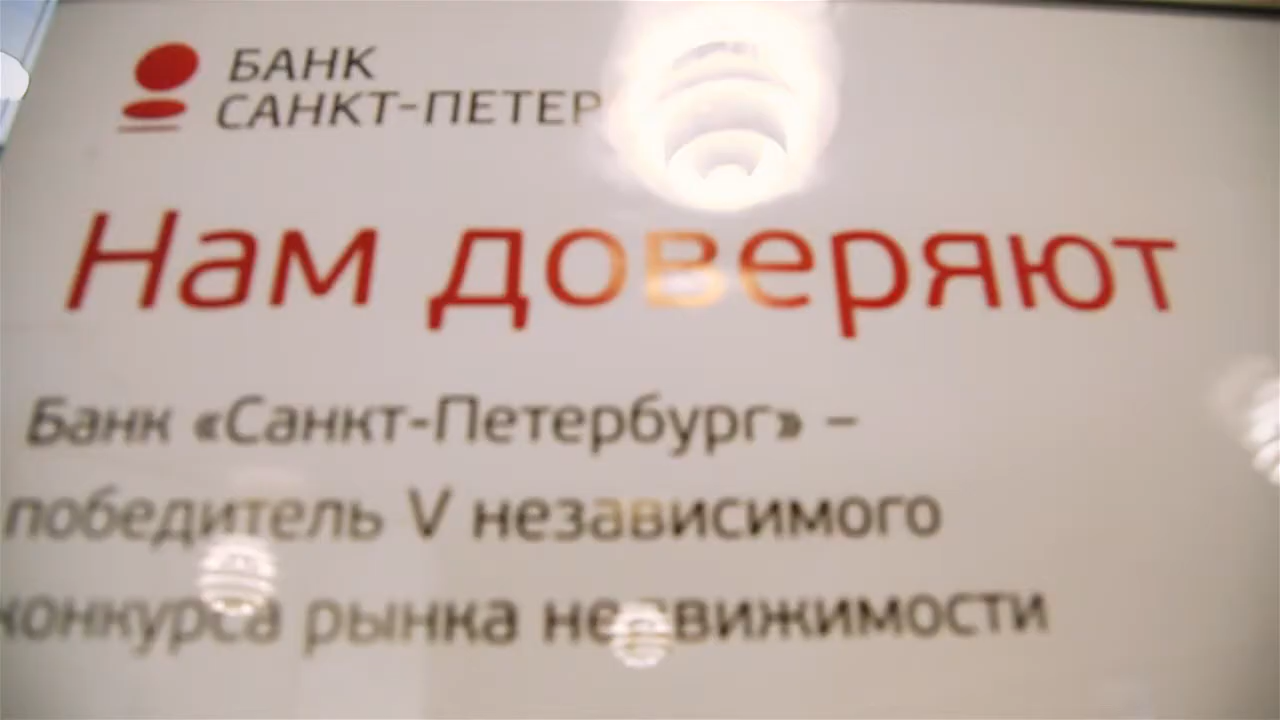 БАНК
САНКТ-ПЕТЕР
Нам доверяют
Банк «Санкт-Петербург» –
победитель V независимого
конкурса рынка недвижимости